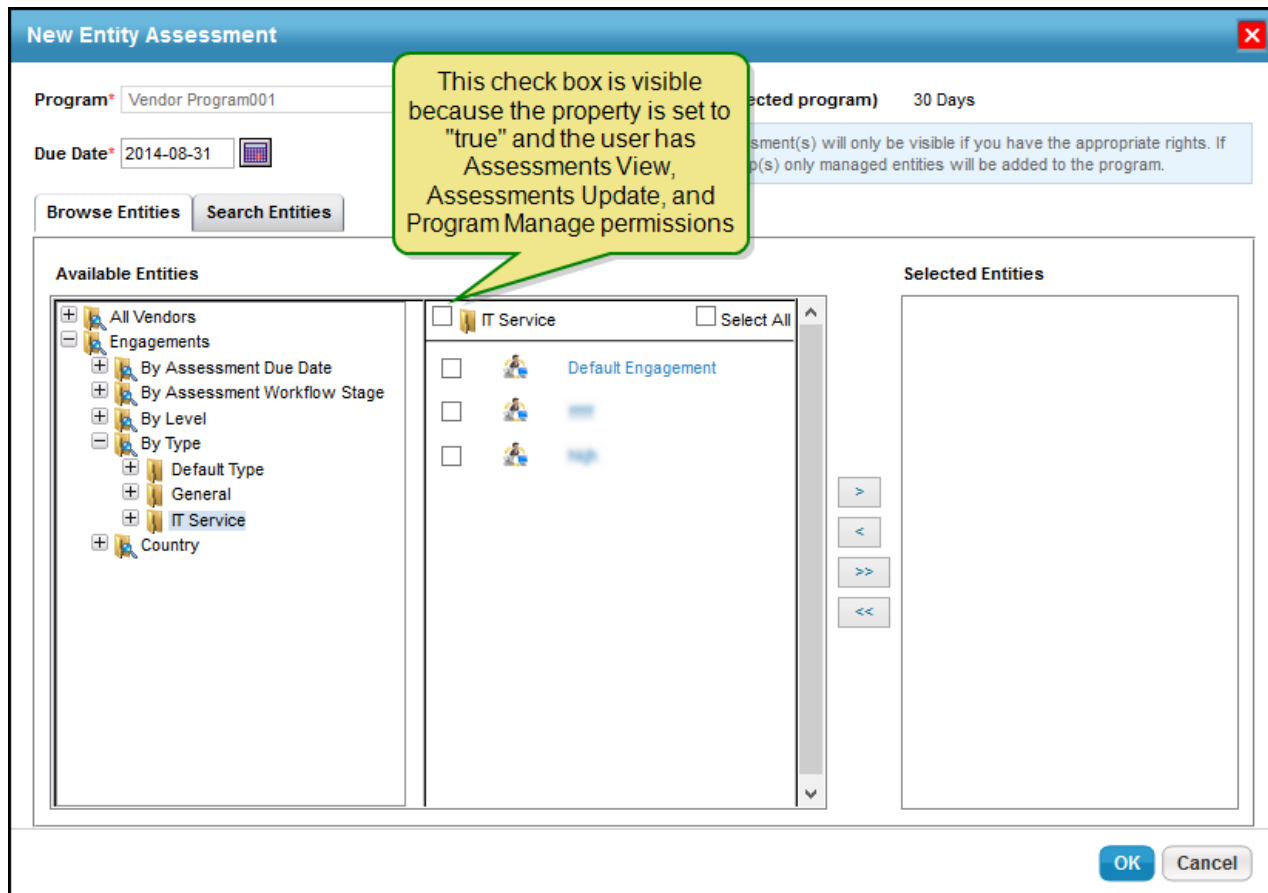 New Entity Assessment
This check box is visible
because the property is set to
"true" and the user has
Assessments View,
Assessments Update, and
Program Manage permissions
Program* Vendor Program001
program) 30 Days
Due Date* 2014-08-31
will only be visible if you have the appropriate rights. If
only managed entities will be added to the program.
Browse Entities Search Entities
Available Entities
Selected Entities
All Vendors
Engagements
By Assessment Due Date
By Assessment Workflow Stage
By Level
By Type
Default Type
General
IT Service
Country
IT Service Select All
Default Engagement
>
<
>>
<<
OK Cancel